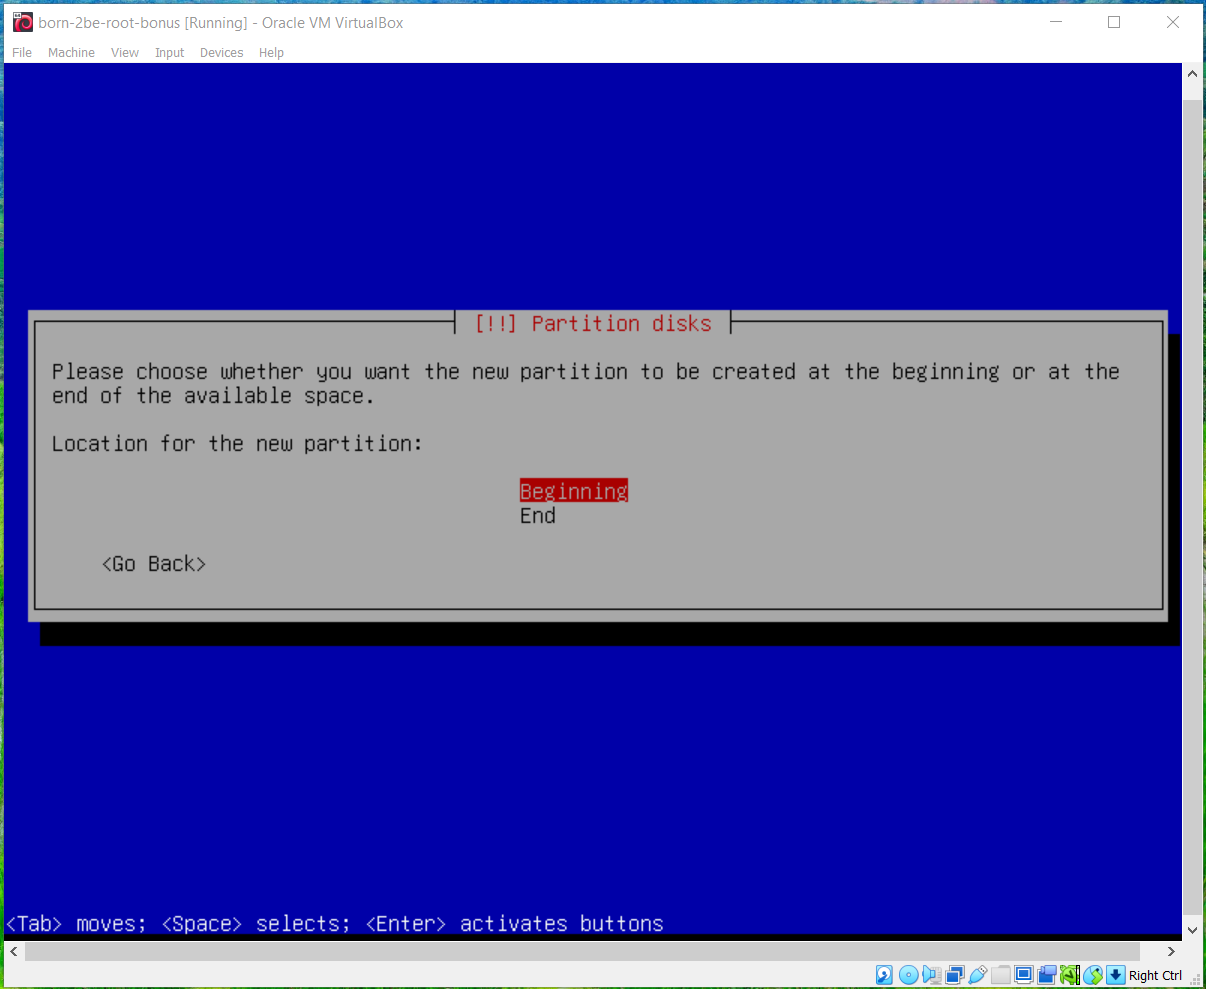 born-2be-root-bonus [Running] - Oracle VM VirtualBox
File Machine View Input Devices Help
[!!] Partition disks
Please choose whether you want the new partition to be created at the beginning or at the
end of the available space.
Location for the new partition:
Beginning
End
<Go Back>
<Tab> moves; <Space> selects; <Enter> activates buttons
Right Ctrl